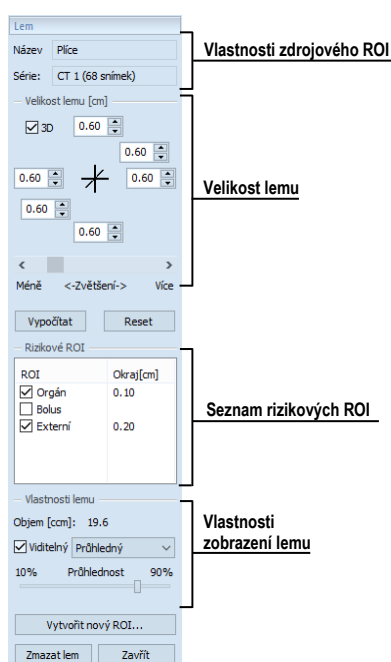 Lem
Název Plíce
Vlastnosti zdrojového ROI
Série: CT 1 (68 snímek)
Velikost lemu [cm]
3D 0.60
0.60
0.60 0.60
Velikost lemu
0.60
0.60
< >
Méně <-Zvětšení-> Více
Vypočítat Reset
Rizikové ROI
ROI Okraj[cm]
Orgán 0.10
Bolus
Seznam rizikových ROI
Externí 0.20
Vlastnosti lemu
Objem [ccm]: 19.6
Vlastnosti
zobrazení lemu
Viditelný Průhledný
10% Průhlednost 90%
Vytvořit nový ROI...
Zmazat lem Zavřít